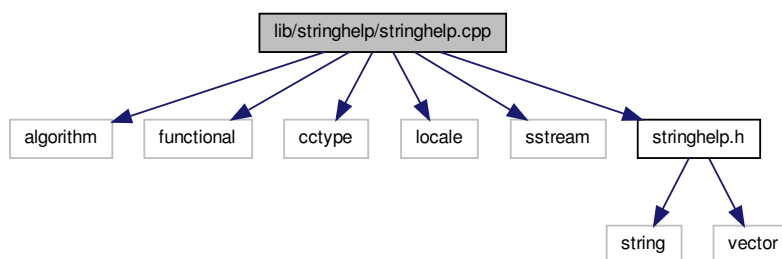 lib/stringhelp/stringhelp.cpp
algorithm
functional
cctype
locale
sstream
stringhelp.h
string
vector